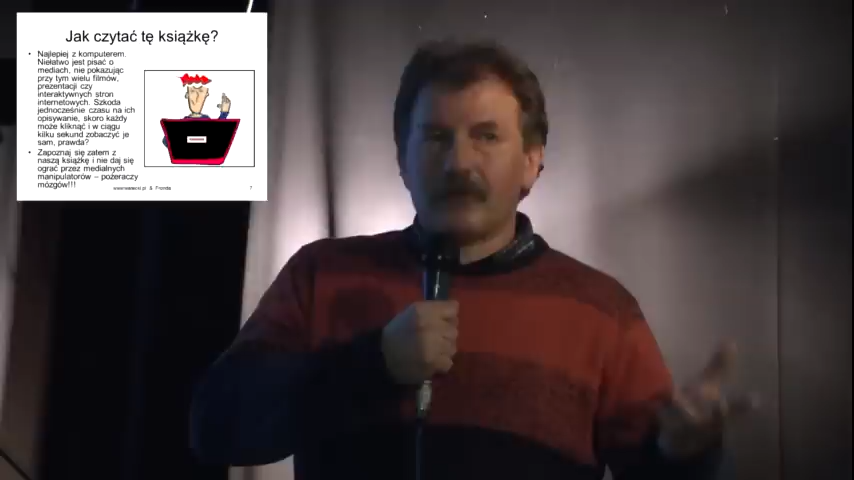 Jak czytać tę książkę?
• Najlepiej z komputerem.
Niełatwo jest pisać o
mediach, nie pokazując
przy tym wielu filmów,
prezentacji czy
interaktywnych stron
internetowych. Szkoda
jednocześnie czasu na ich
opisywanie, skoro każdy
może kliknąć i w ciągu
kilku sekund zobaczyć je
sam, prawda?
• Zapoznaj się zatem z
naszą książkę i nie daj się
ograć przez medialnych
manipulatorów – pożeraczy
mózgów!!!
& Fronda
7